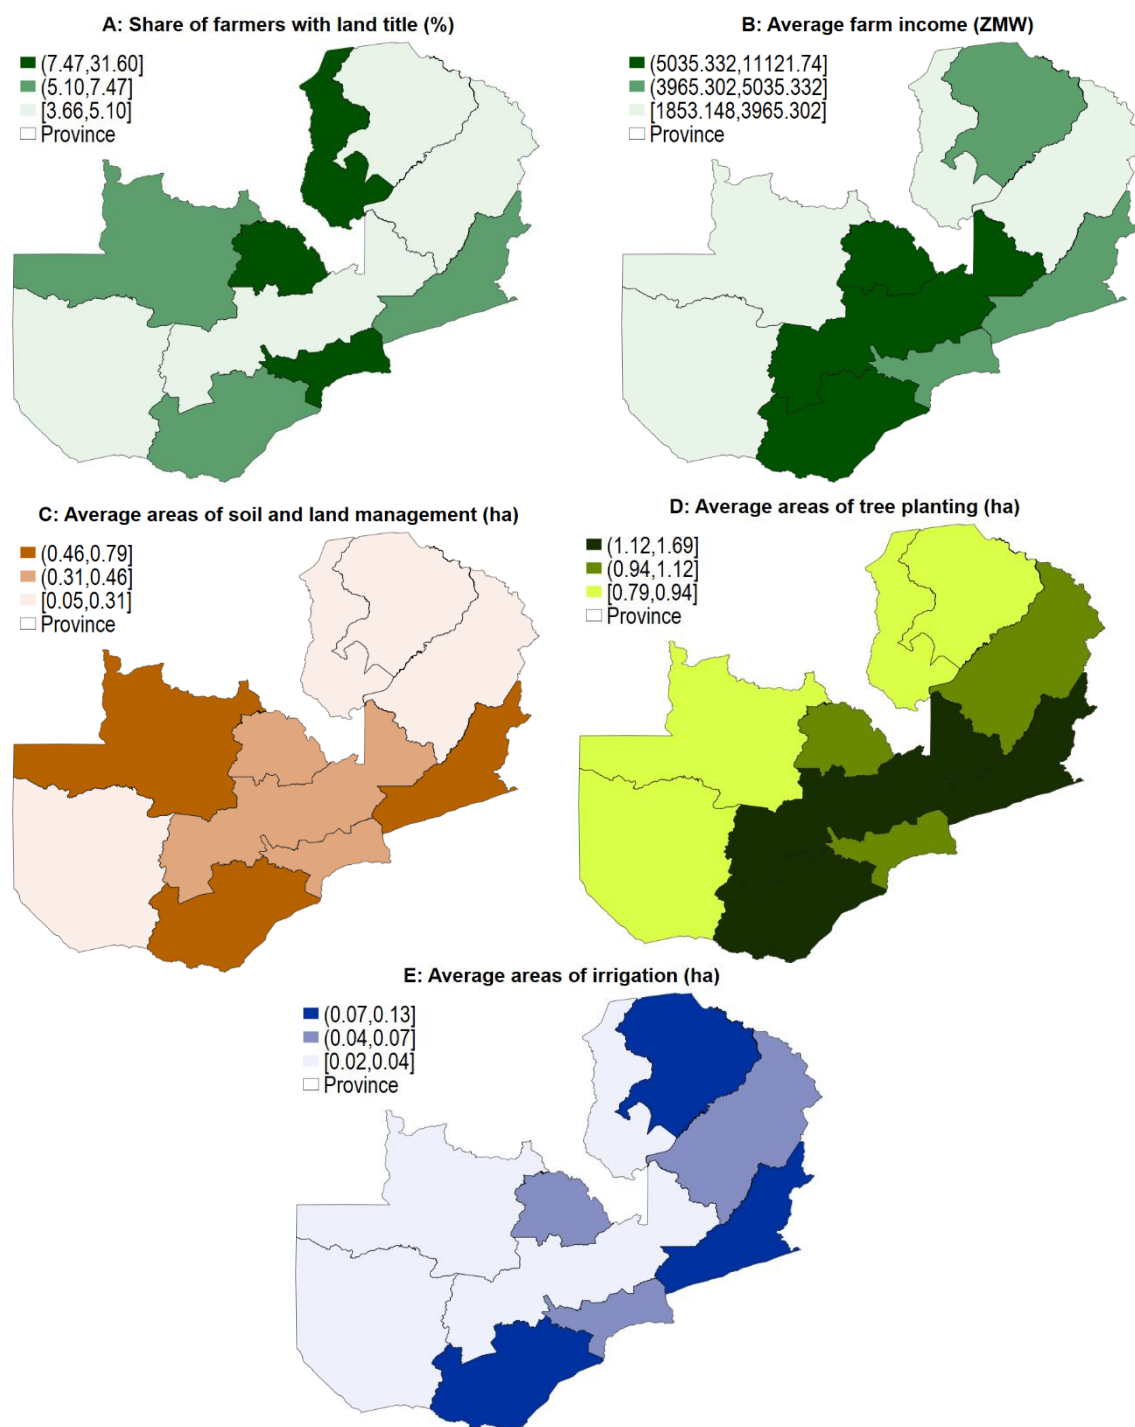 A: Share of farmers with land title (%)
(7.47,31.60]
(5.10,7.47]
[3.66,5.10]
Province
B: Average farm income (ZMW)
(5035.332,11121.74]
(3965.302,5035.332]
[1853.148,3965.302]
Province
C: Average areas of soil and land management (ha)
(0.46,0.79]
(0.31,0.46]
[0.05,0.31]
Province
D: Average areas of tree planting (ha)
(1.12,1.69]
(0.94,1.12]
[0.79,0.94]
Province
E: Average areas of irrigation (ha)
(0.07,0.13]
(0.04,0.07]
[0.02,0.04]
Province